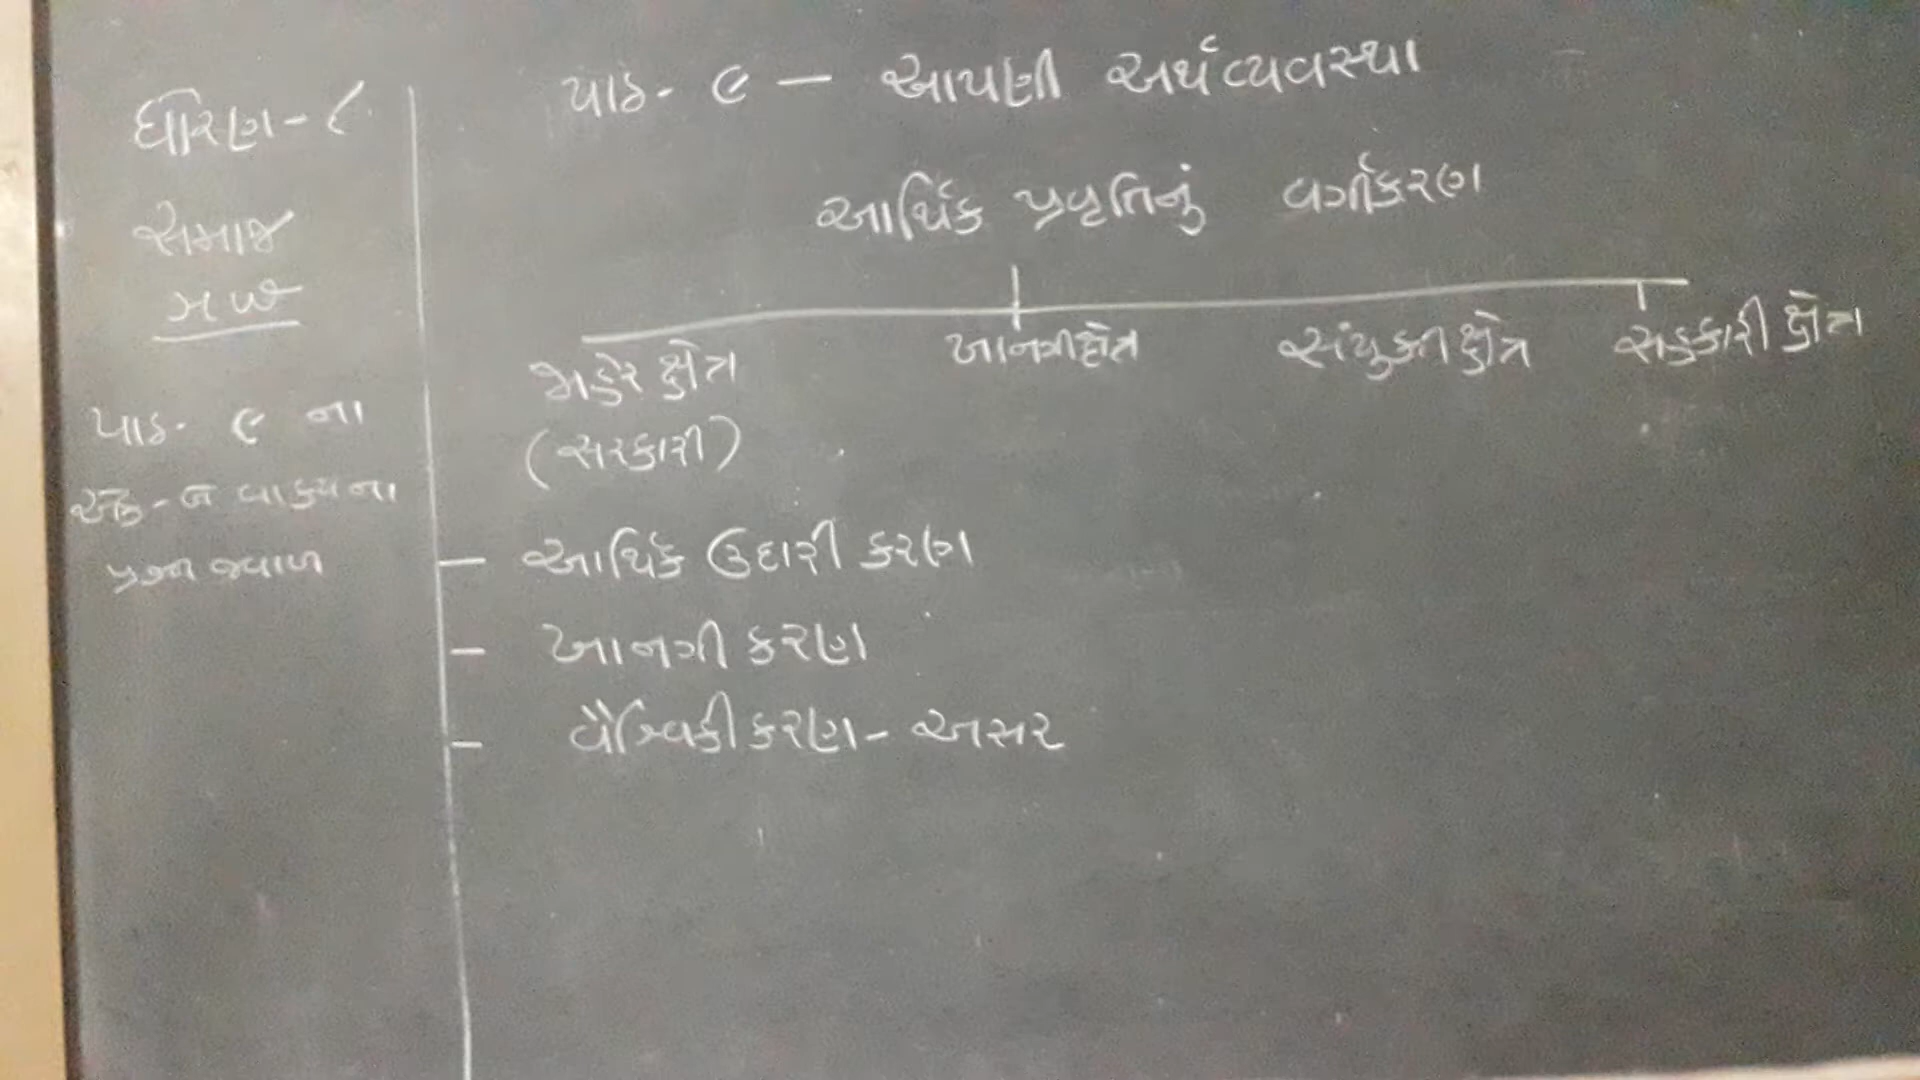 ધોરણ - ૮
સમાજ
પાઠ - ૯ ના
એક - બે વાક્યના
પ્રશ્ન જવાબ
પાઠ - ૯ — આપણી અર્થવ્યવસ્થા
આર્થિક પ્રવૃત્તિનું વર્ગીકરણ
જાહેર ક્ષેત્ર ખાનગી ક્ષેત્ર સંયુક્ત ક્ષેત્ર સહકારી ક્ષેત્ર
(સરકારી)
— આર્થિક ઉદારીકરણ
— ખાનગીકરણ
— વૈશ્વિકીકરણ - અસર